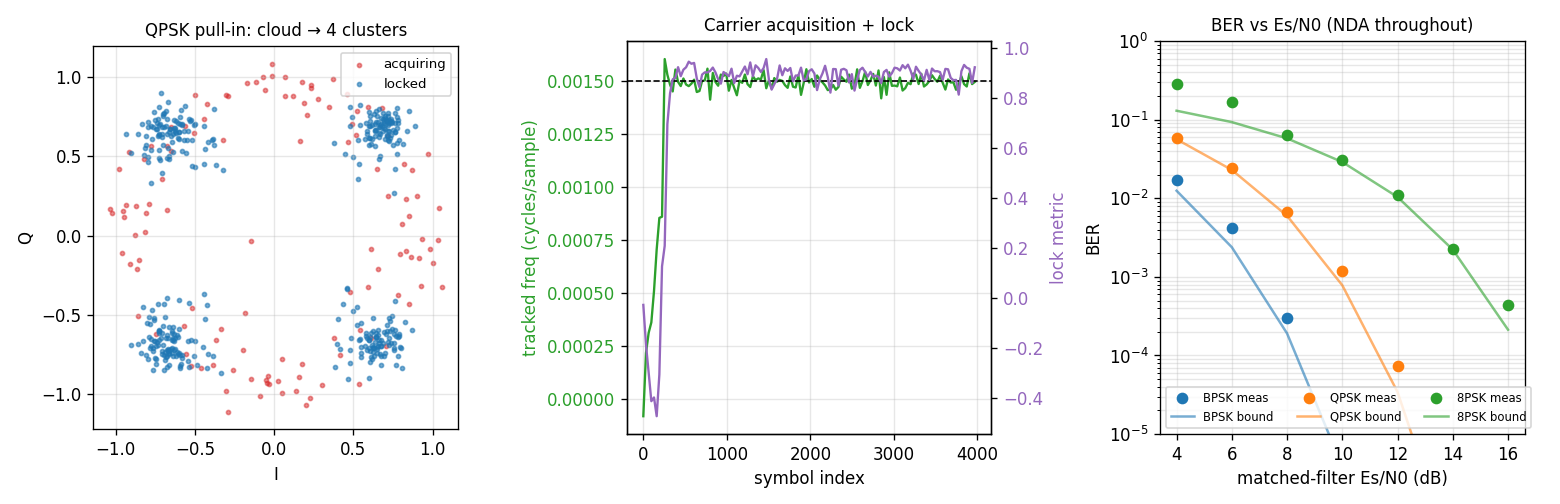 QPSK pull-in: cloud → 4 clusters
acquiring
locked
1.0
0.5
0.0
−0.5
−1.0
Q
−1.0
−0.5
0.0
0.5
1.0
I
Carrier acquisition + lock
0.00150
0.00125
0.00100
0.00075
0.00050
0.00025
0.00000
tracked freq (cycles/sample)
0
1000
2000
3000
4000
symbol index
1.0
0.8
0.6
0.4
0.2
0.0
−0.2
−0.4
lock metric
BER vs Es/N0 (NDA throughout)
10⁰
10⁻¹
10⁻²
10⁻³
10⁻⁴
10⁻⁵
BER
BPSK meas
BPSK bound
QPSK meas
QPSK bound
8PSK meas
8PSK bound
4
6
8
10
12
14
16
matched-filter Es/N0 (dB)